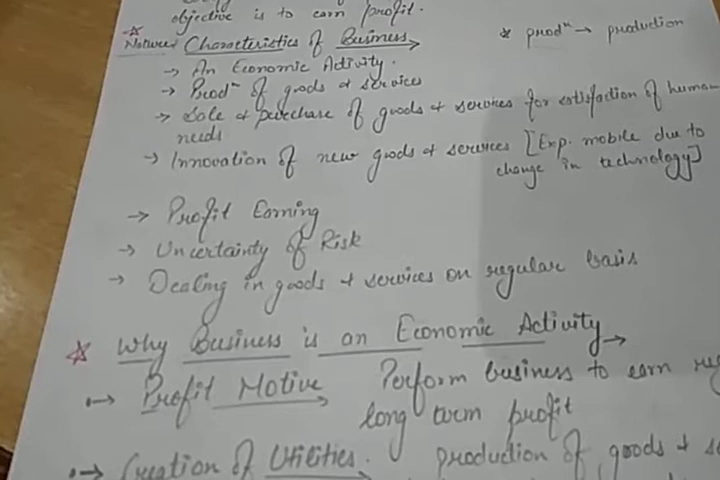 objective is to earn profit.
Nature & Characteristics of Business
* prodⁿ → production
→ An Economic Activity.
→ Prodⁿ of goods & services
→ Sale & purchase of goods & services for satisfaction of human
needs
→ Innovation of new goods & services [Exp. mobile due to
change in technology]
→ Profit Earning
→ Uncertainty of Risk
→ Dealing in goods & services on regular basis
☆ Why Business is an Economic Activity →
→ Profit Motive Perform business to earn
long term profit
→ Creation of Utilities. production of goods &